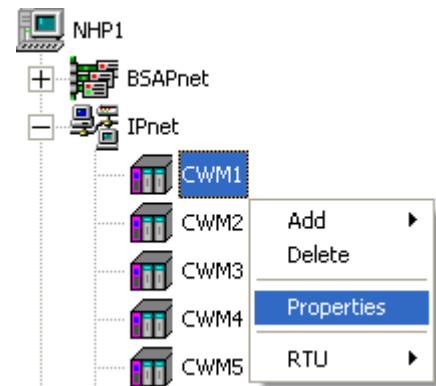 NHP1
BSAPnet
IPnet
CWM1
CWM2
CWM3
CWM4
CWM5
Add
Delete
Properties
RTU